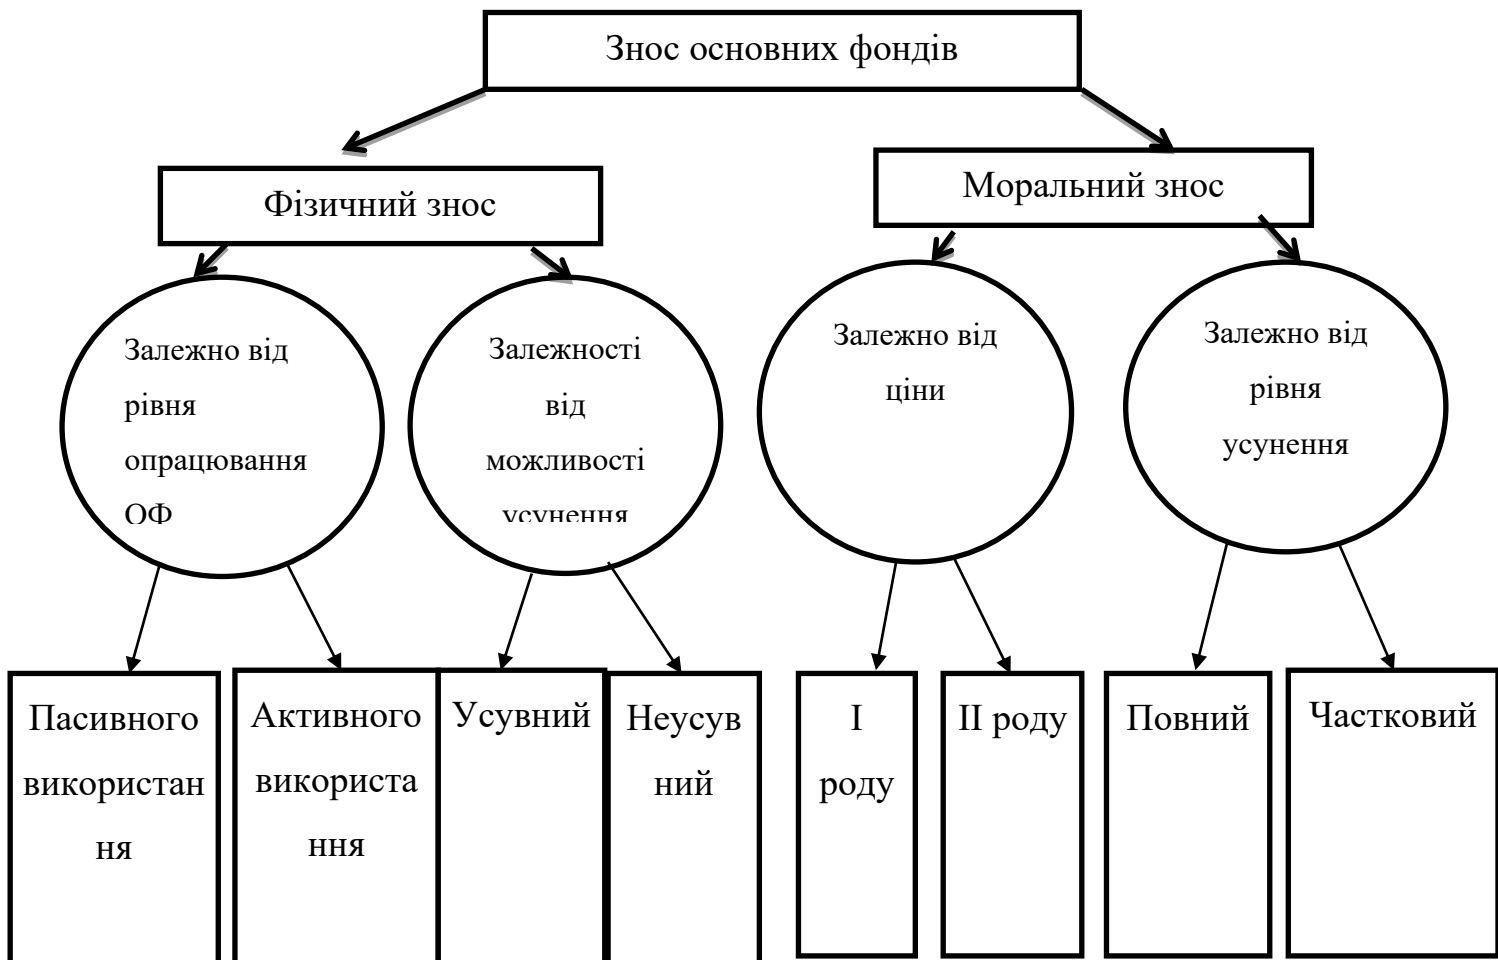 Знос основних фондів
Фізичний знос
Моральний знос
Залежно від
рівня
опрацювання
ОФ
Залежності
від
можливості
усунення
Залежно від
ціни
Залежно від
рівня
усунення
Пасивного
використан
ня
Активного
використа
ння
Усувний
Неусув
ний
І
роду
ІІ роду
Повний
Частковий